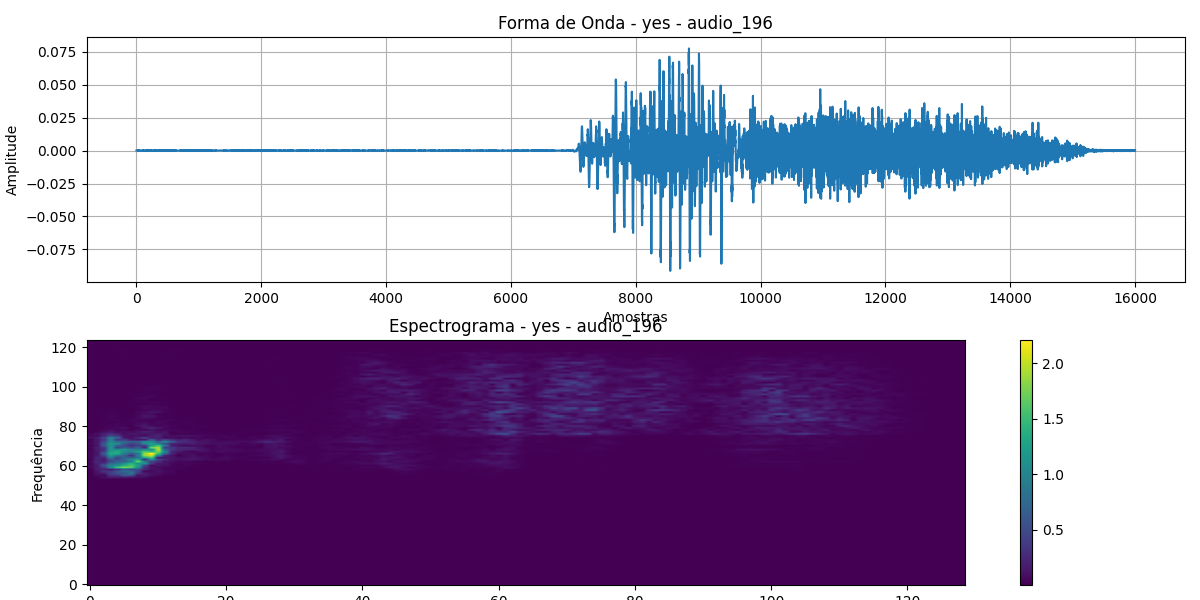 Forma de Onda - yes - audio_196
0.075
0.050
0.025
0.000
−0.025
−0.050
−0.075
Amplitude
0 2000 4000 6000 8000 10000 12000 14000 16000
Amostras
Espectrograma - yes - audio_196
120
100
80
60
40
20
0
Frequência
0 20 40 60 80 100 120
2.0
1.5
1.0
0.5